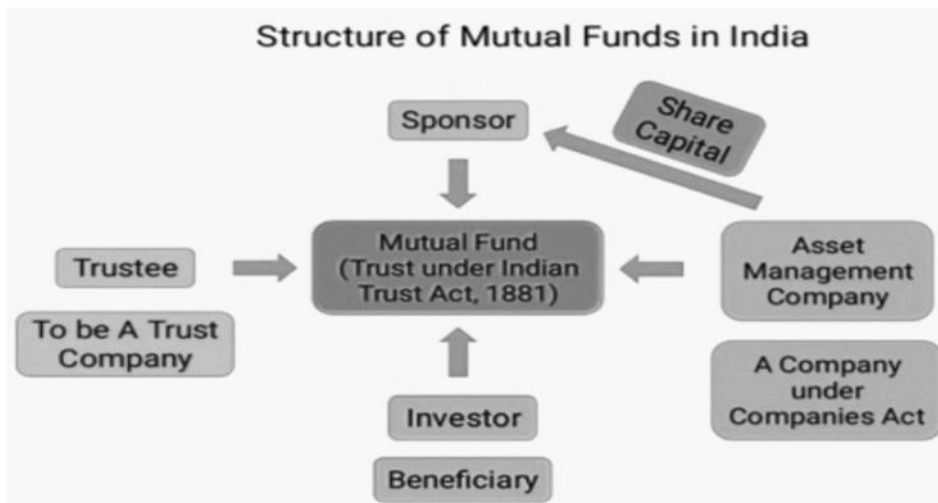 Structure of Mutual Funds in India
Sponsor
Share
Capital
Mutual Fund
(Trust under Indian
Trust Act, 1881)
Trustee
To be A Trust
Company
Asset
Management
Company
A Company
under
Companies Act
Investor
Beneficiary